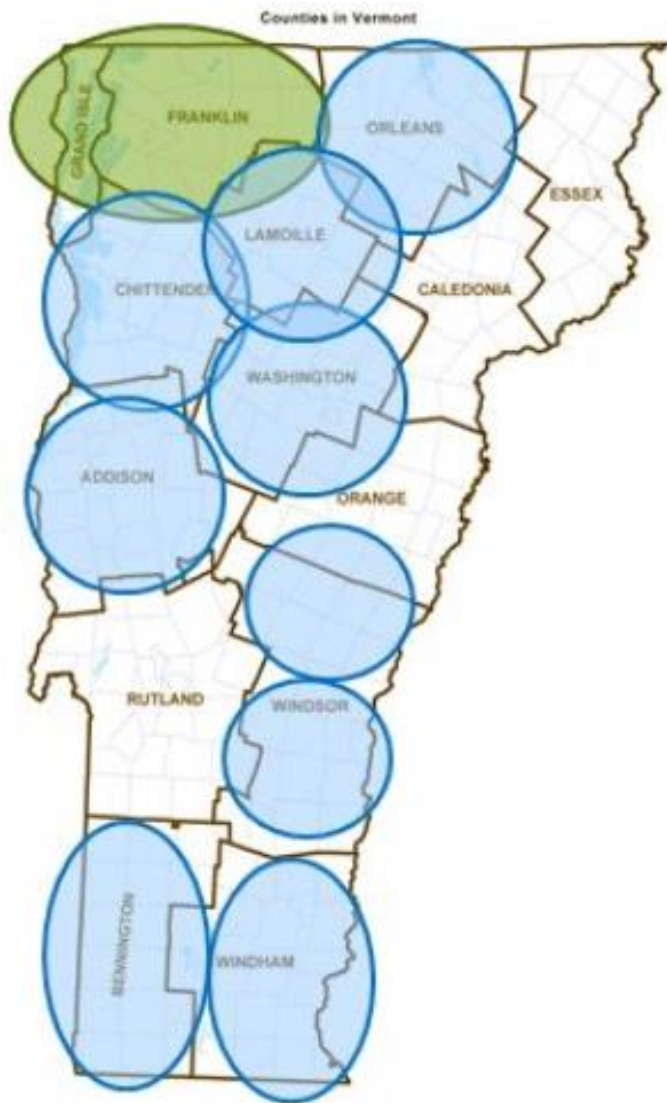 Counties in Vermont
GRAND ISLE
FRANKLIN
ORLEANS
ESSEX
LAMOILLE
CHITTENDEN
CALEDONIA
WASHINGTON
ADDISON
ORANGE
RUTLAND
WINDSOR
BENNINGTON
WINDHAM